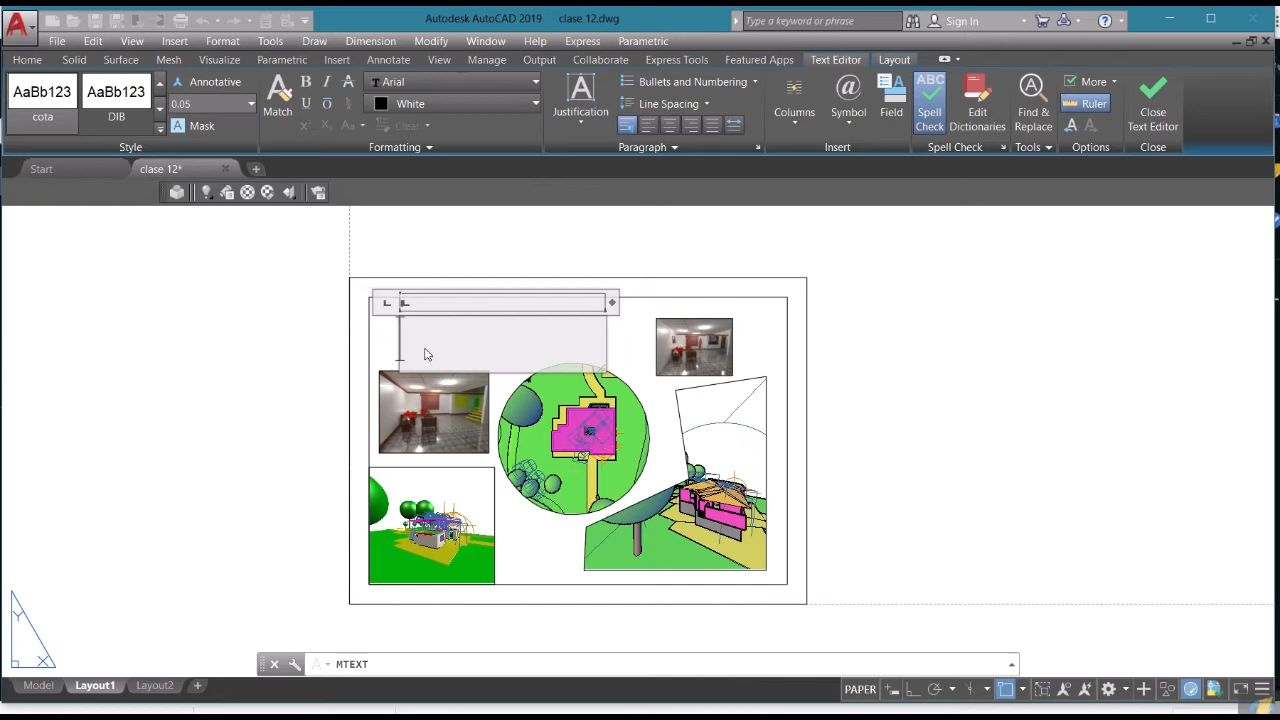 Autodesk AutoCAD 2019 clase 12.dwg
Type a keyword or phrase
Sign In
File Edit View Insert Format Tools Draw Dimension Modify Window Help Express Parametric
Home Solid Surface Mesh Visualize Parametric Insert Annotate View Manage Output Collaborate Express Tools Featured Apps Text Editor Layout
AaBb123
cota
AaBb123
DIB
Annotative
0.05
Mask
Style
Match
B I A
U O
Aa
Arial
White
Clear
Formatting
Justification
Bullets and Numbering
Line Spacing
Paragraph
Columns
Symbol
@
Field
Insert
ABC
Spell
Check
Edit
Dictionaries
Spell Check
Find &
Replace
Tools
More
Ruler
Options
Close
Text Editor
Close
Start
clase 12*
Y
X
MTEXT
Model Layout1 Layout2
PAPER